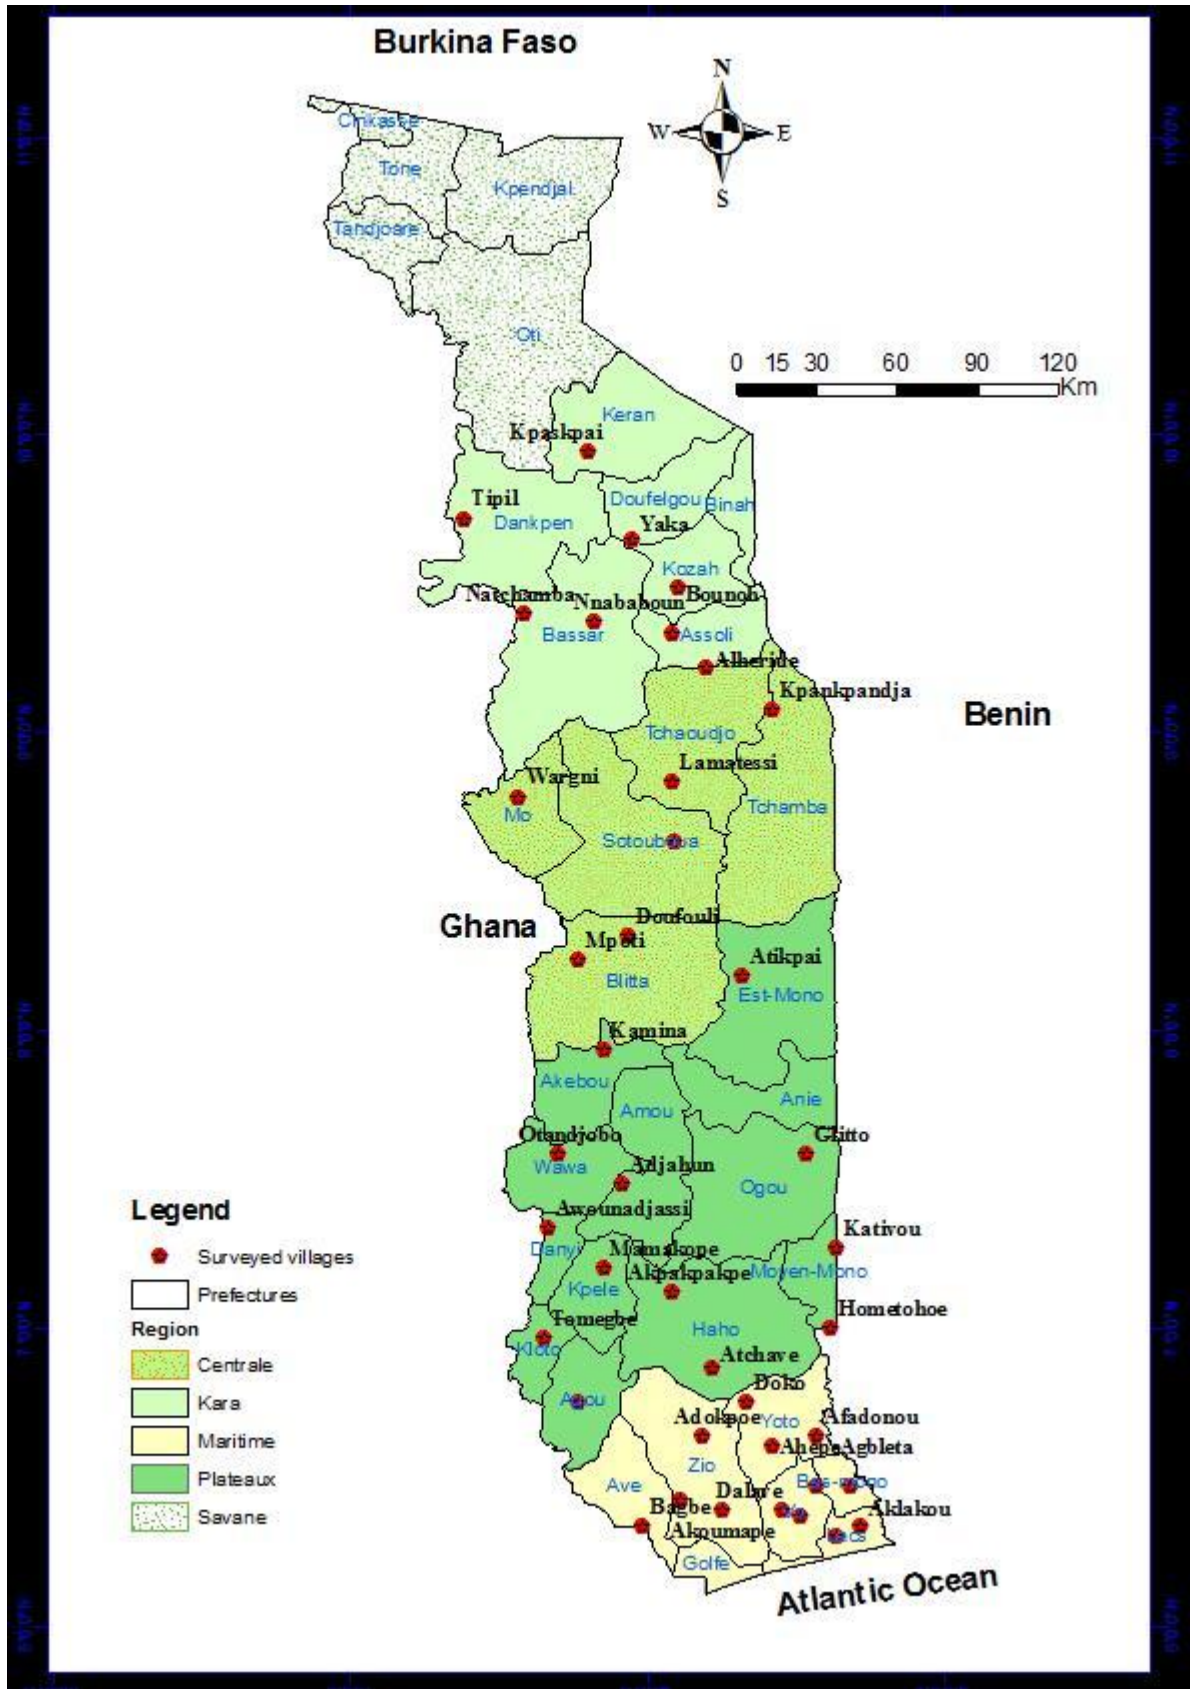 Burkina Faso
N
W
E
S
Cinkasse
Tone
Kpendjal
Tandjoare
Oti
0 15 30 60 90 120
Km
Keran
Kpaskpai
Tipil
Dankpen
Doufelgou
Binah
Yaka
Kozah
Bounoh
Natchamba
Nnababoun
Bassar
Assoli
Alheride
Kpankpandja
Benin
Tchaoudjo
Lamatessi
Wargni
Mo
Tchamba
Sotouboua
Ghana
Doufouli
Mpoti
Atikpai
Blitta
Est-Mono
Kamina
Akebou
Amou
Anie
Otandjobo
Wawa
Glitto
Adjahun
Ogou
Awounadjassi
Danyi
Mamakope
Kativou
Akpakpakpe
Moyen-Mono
Kpele
Tomegbe
Kloto
Haho
Hometohoe
Atchave
Agou
Doko
Adokpoe
Yoto
Afadonou
Ahepe
Agbleta
Zio
Ave
Bas-mono
Bagbe
Dalave
Vo
Aklakou
Akoumape
Lacs
Golfe
Atlantic Ocean
Legend
Surveyed villages
Prefectures
Region
Centrale
Kara
Maritime
Plateaux
Savane